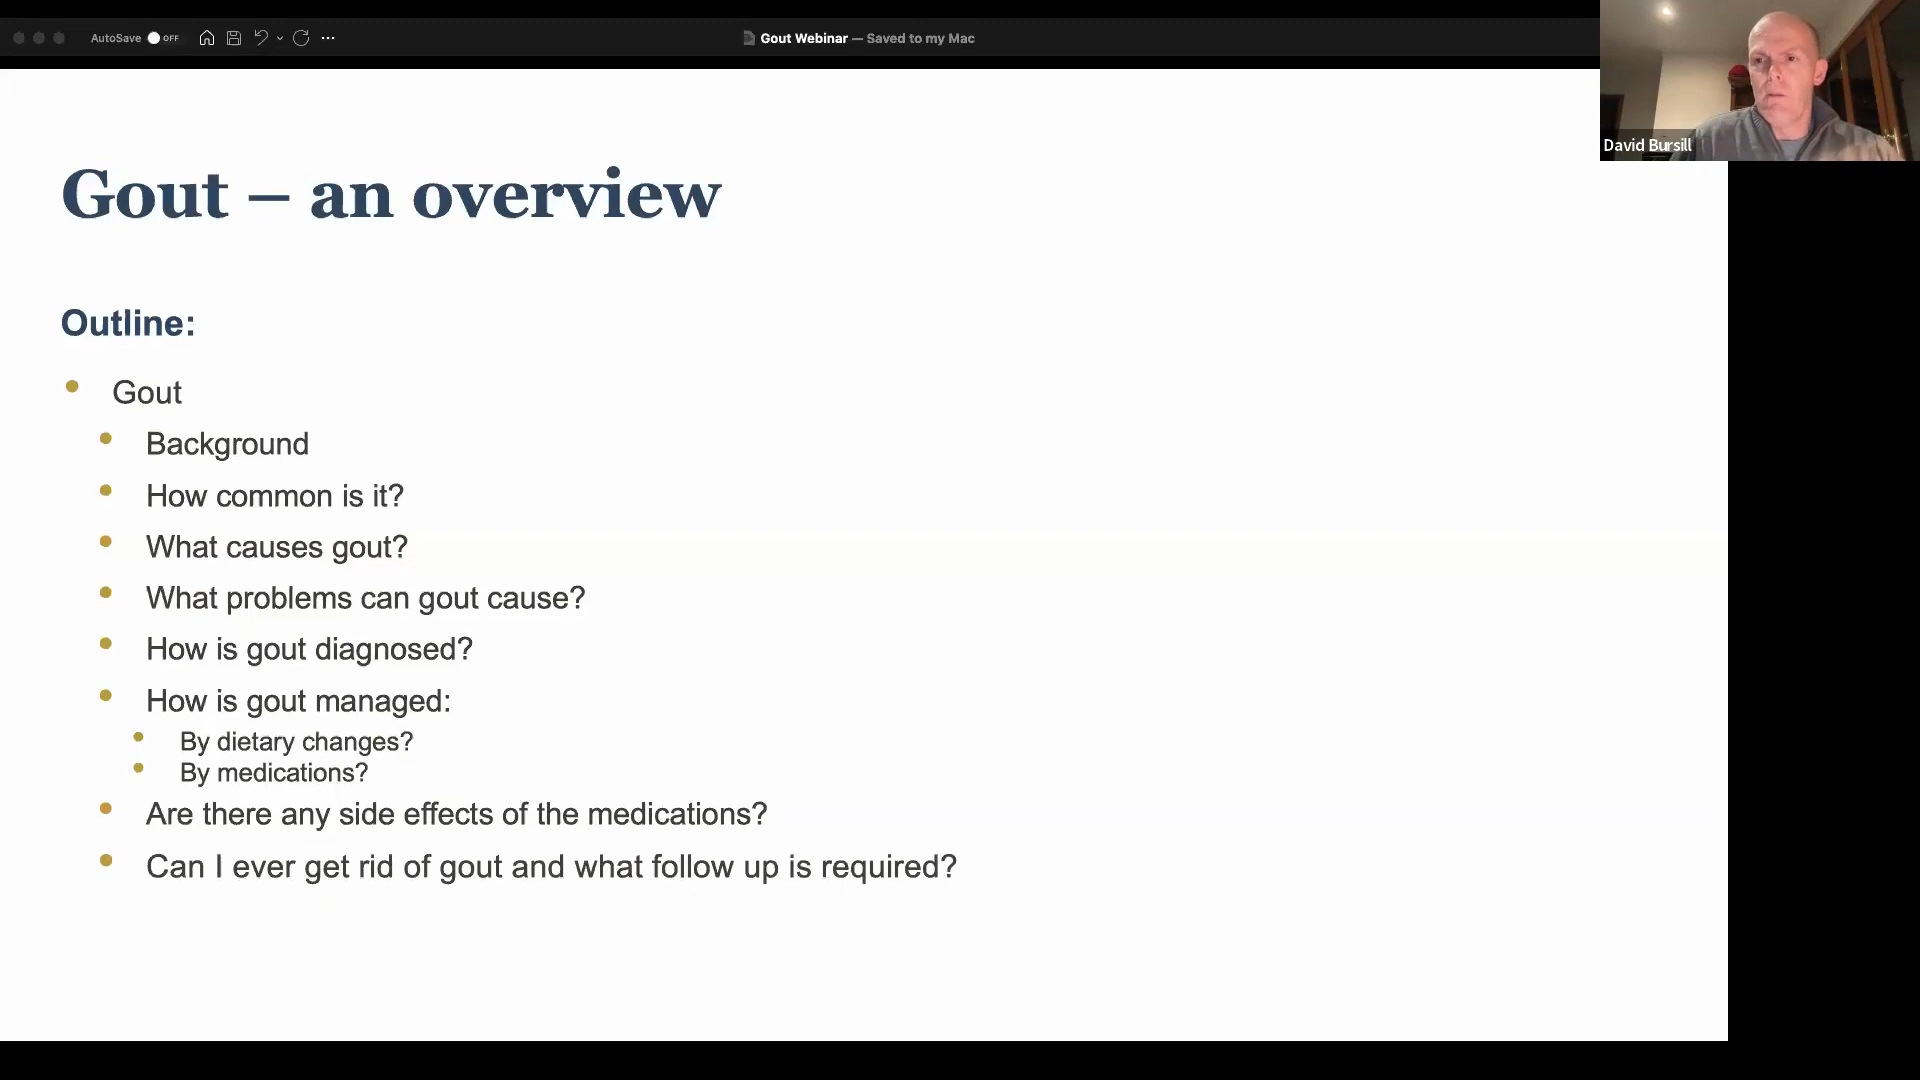 AutoSave OFF
Gout Webinar — Saved to my Mac
David Bursill
Gout – an overview
Outline:
Gout
Background
How common is it?
What causes gout?
What problems can gout cause?
How is gout diagnosed?
How is gout managed:
By dietary changes?
By medications?
Are there any side effects of the medications?
Can I ever get rid of gout and what follow up is required?